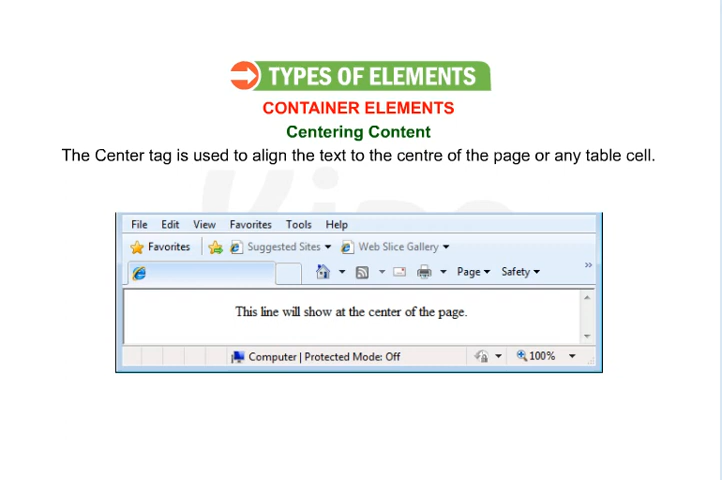 TYPES OF ELEMENTS
CONTAINER ELEMENTS
Centering Content
The Center tag is used to align the text to the centre of the page or any table cell.
File Edit View Favorites Tools Help
Favorites Suggested Sites Web Slice Gallery
Page Safety »
This line will show at the center of the page.
Computer | Protected Mode: Off 100%